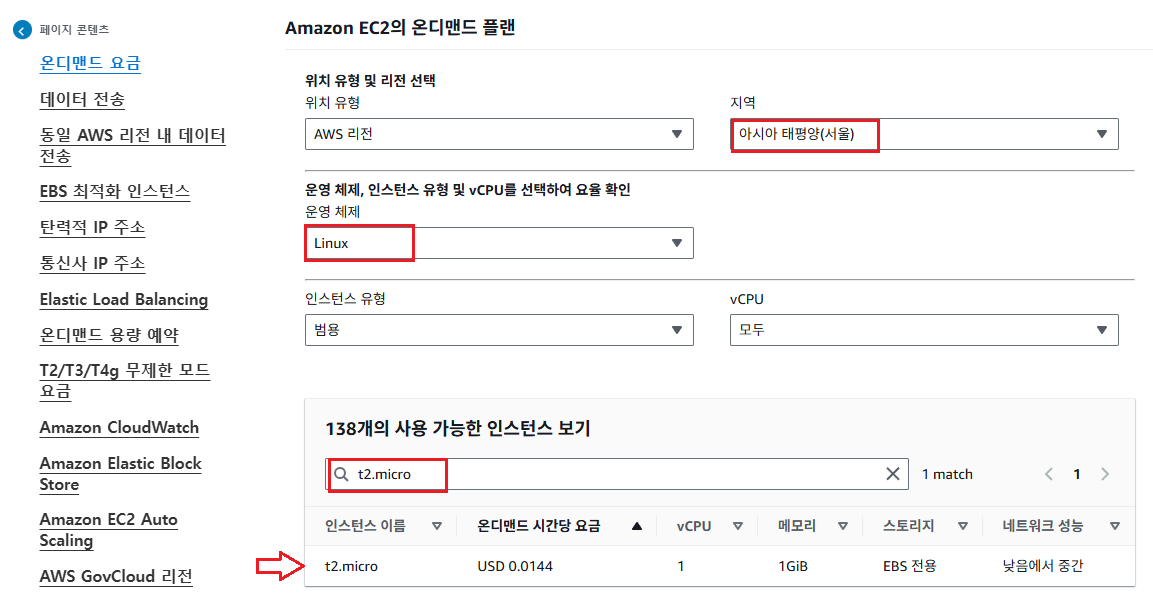 페이지 콘텐츠
온디맨드 요금
데이터 전송
동일 AWS 리전 내 데이터
전송
EBS 최적화 인스턴스
탄력적 IP 주소
통신사 IP 주소
Elastic Load Balancing
온디맨드 용량 예약
T2/T3/T4g 무제한 모드
요금
Amazon CloudWatch
Amazon Elastic Block
Store
Amazon EC2 Auto
Scaling
AWS GovCloud 리전
Amazon EC2의 온디맨드 플랜
위치 유형 및 리전 선택
위치 유형
지역
AWS 리전
아시아 태평양(서울)
운영 체제, 인스턴스 유형 및 vCPU를 선택하여 요율 확인
운영 체제
Linux
인스턴스 유형
vCPU
범용
모두
138개의 사용 가능한 인스턴스 보기
t2.micro
1 match
1
인스턴스 이름 온디맨드 시간당 요금 vCPU 메모리 스토리지 네트워크 성능
t2.micro USD 0.0144 1 1GiB EBS 전용 낮음에서 중간